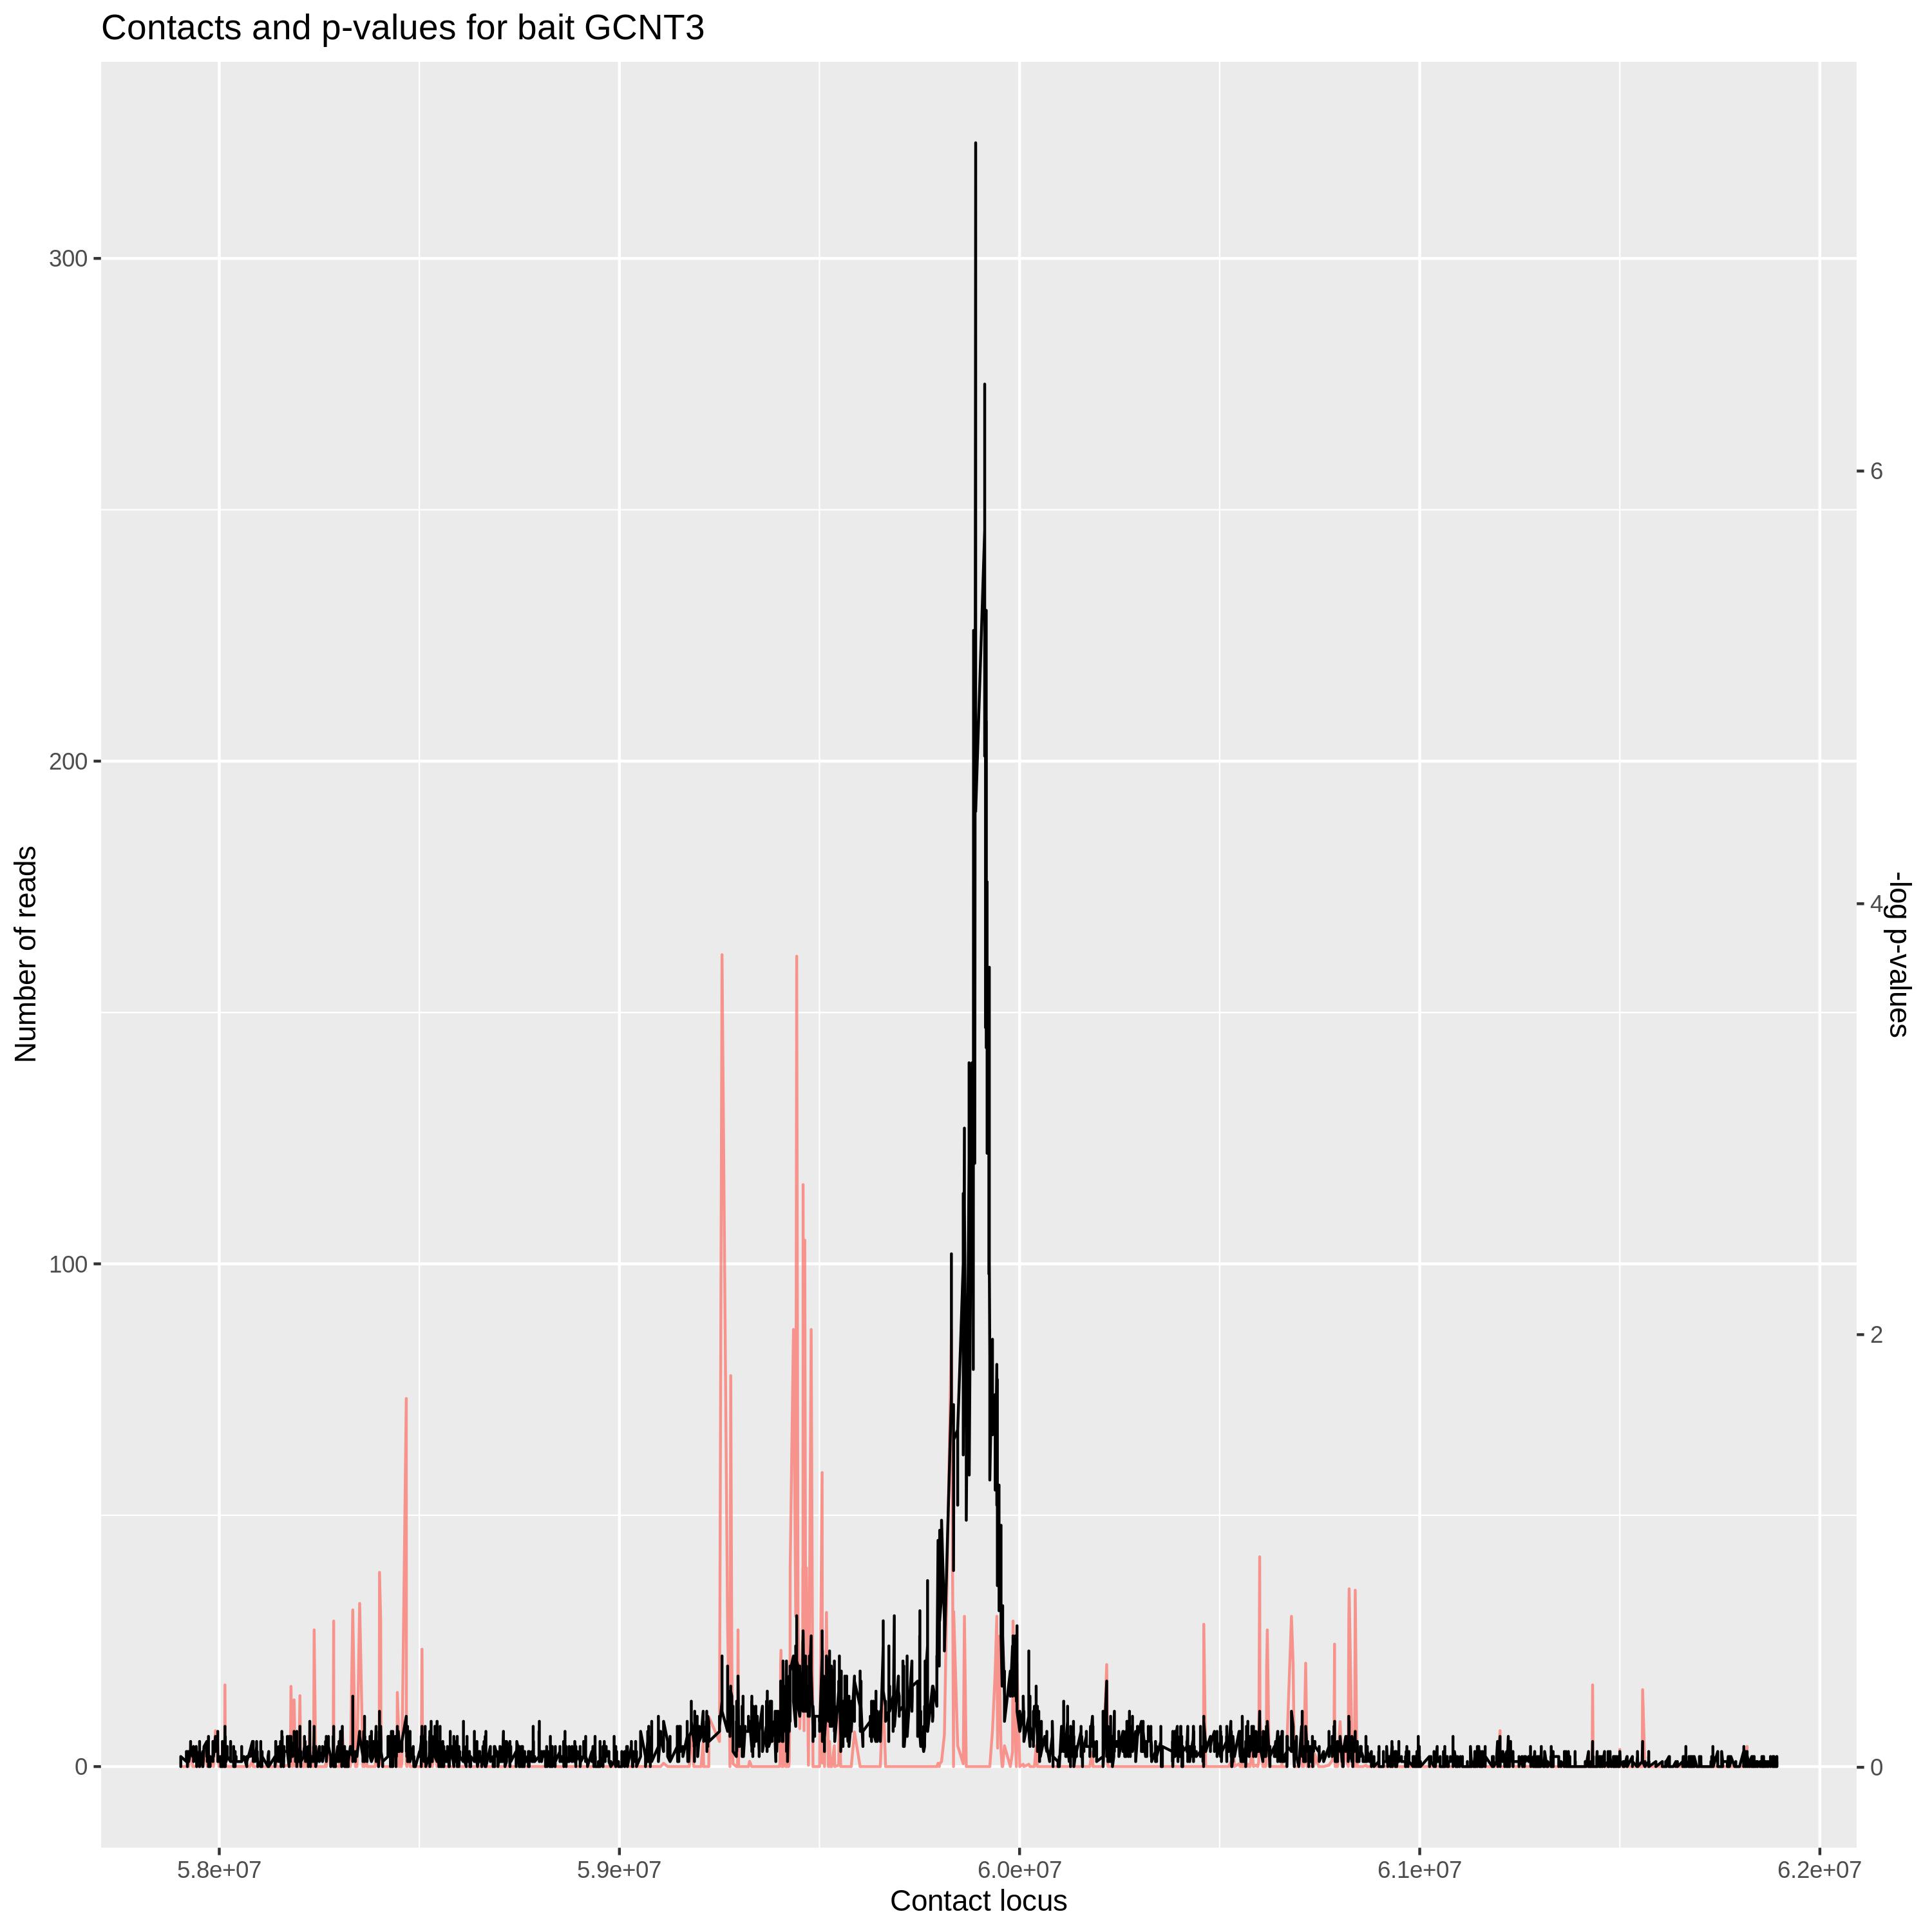 Contacts and p-values for bait GCNT3
300
200
100
0
Number of reads
6
4
2
0
-log p-values
5.8e+07 5.9e+07 6.0e+07 6.1e+07 6.2e+07
Contact locus